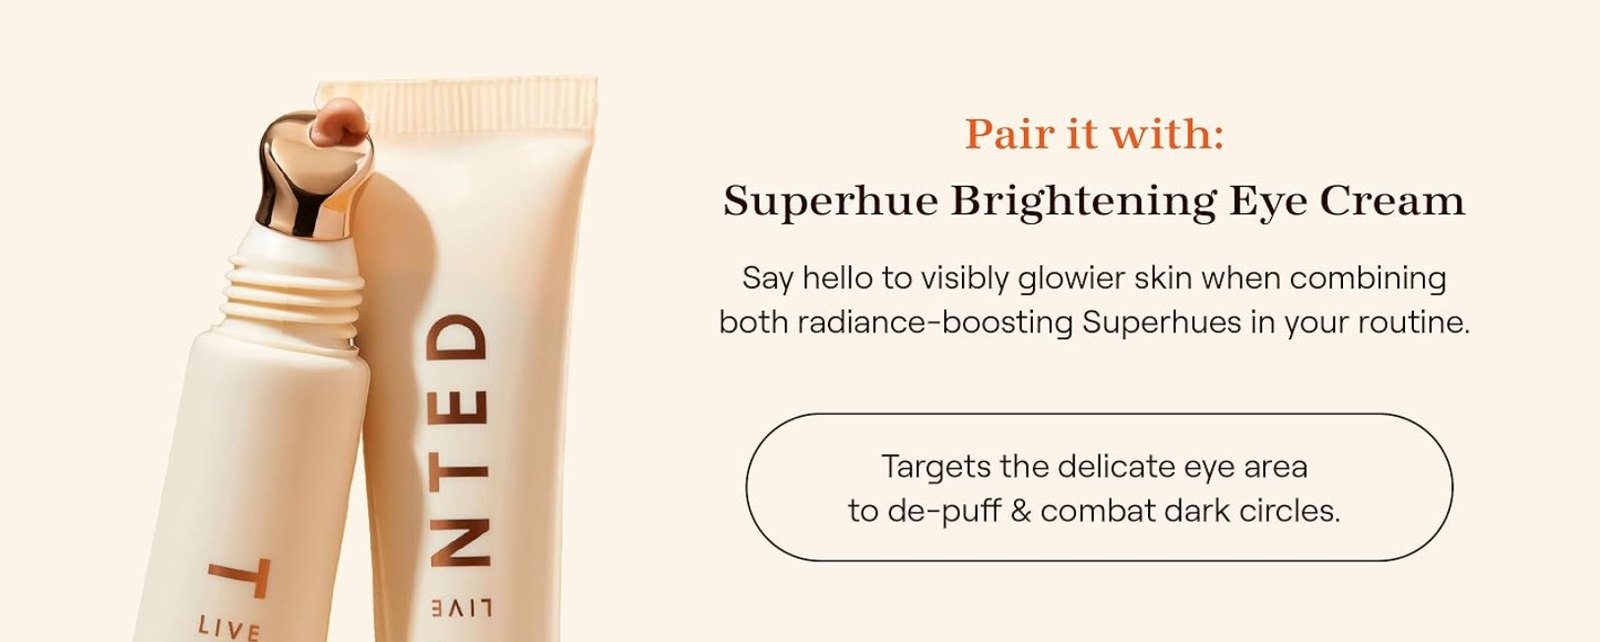 NTED
LIVE
T
LIVE
Pair it with:
Superhue Brightening Eye Cream
Say hello to visibly glowier skin when combining
both radiance-boosting Superhues in your routine.
Targets the delicate eye area
to de-puff & combat dark circles.